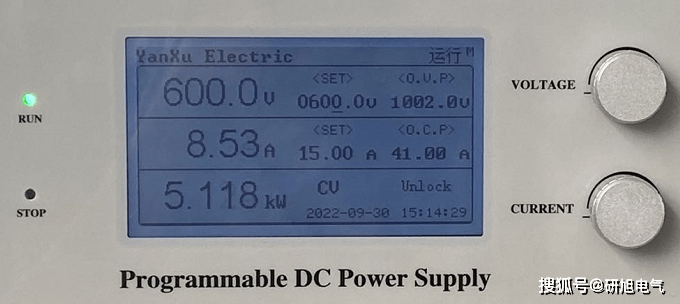 YanXu Electric 运行 M
<SET> <O.V.P>
600.0V 0600.0V 1002.0V
<SET> <O.C.P>
8.53A 15.00 A 41.00 A
5.118kW CV Unlock
2022-09-30 15:14:29
RUN
STOP
VOLTAGE
CURRENT
Programmable DC Power Supply
搜狐号@研旭电气